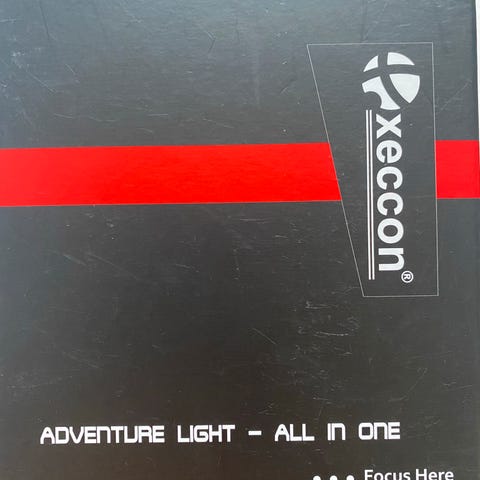 xeccon®
ADVENTURE LIGHT - ALL IN ONE
• • • Focus Here